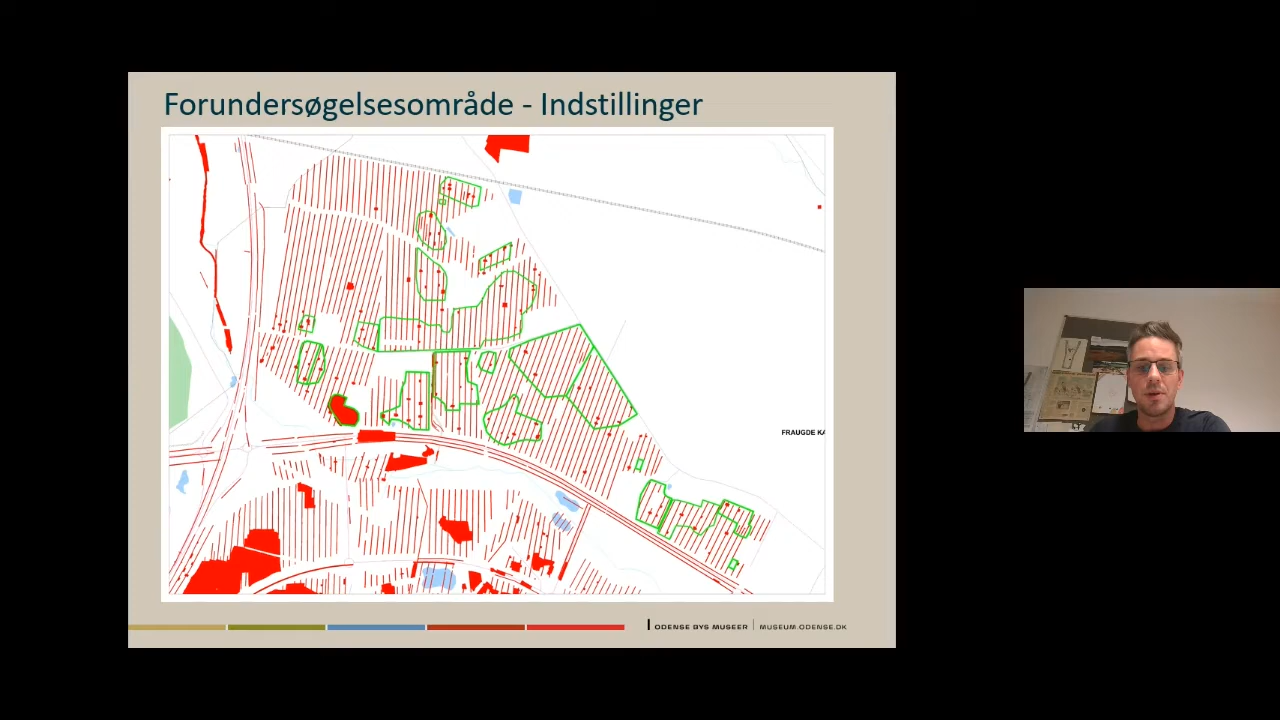 Forundersøgelsesområde - Indstillinger
FRAUGDE KA
ODENSE BYS MUSEER | MUSEUM.ODENSE.DK